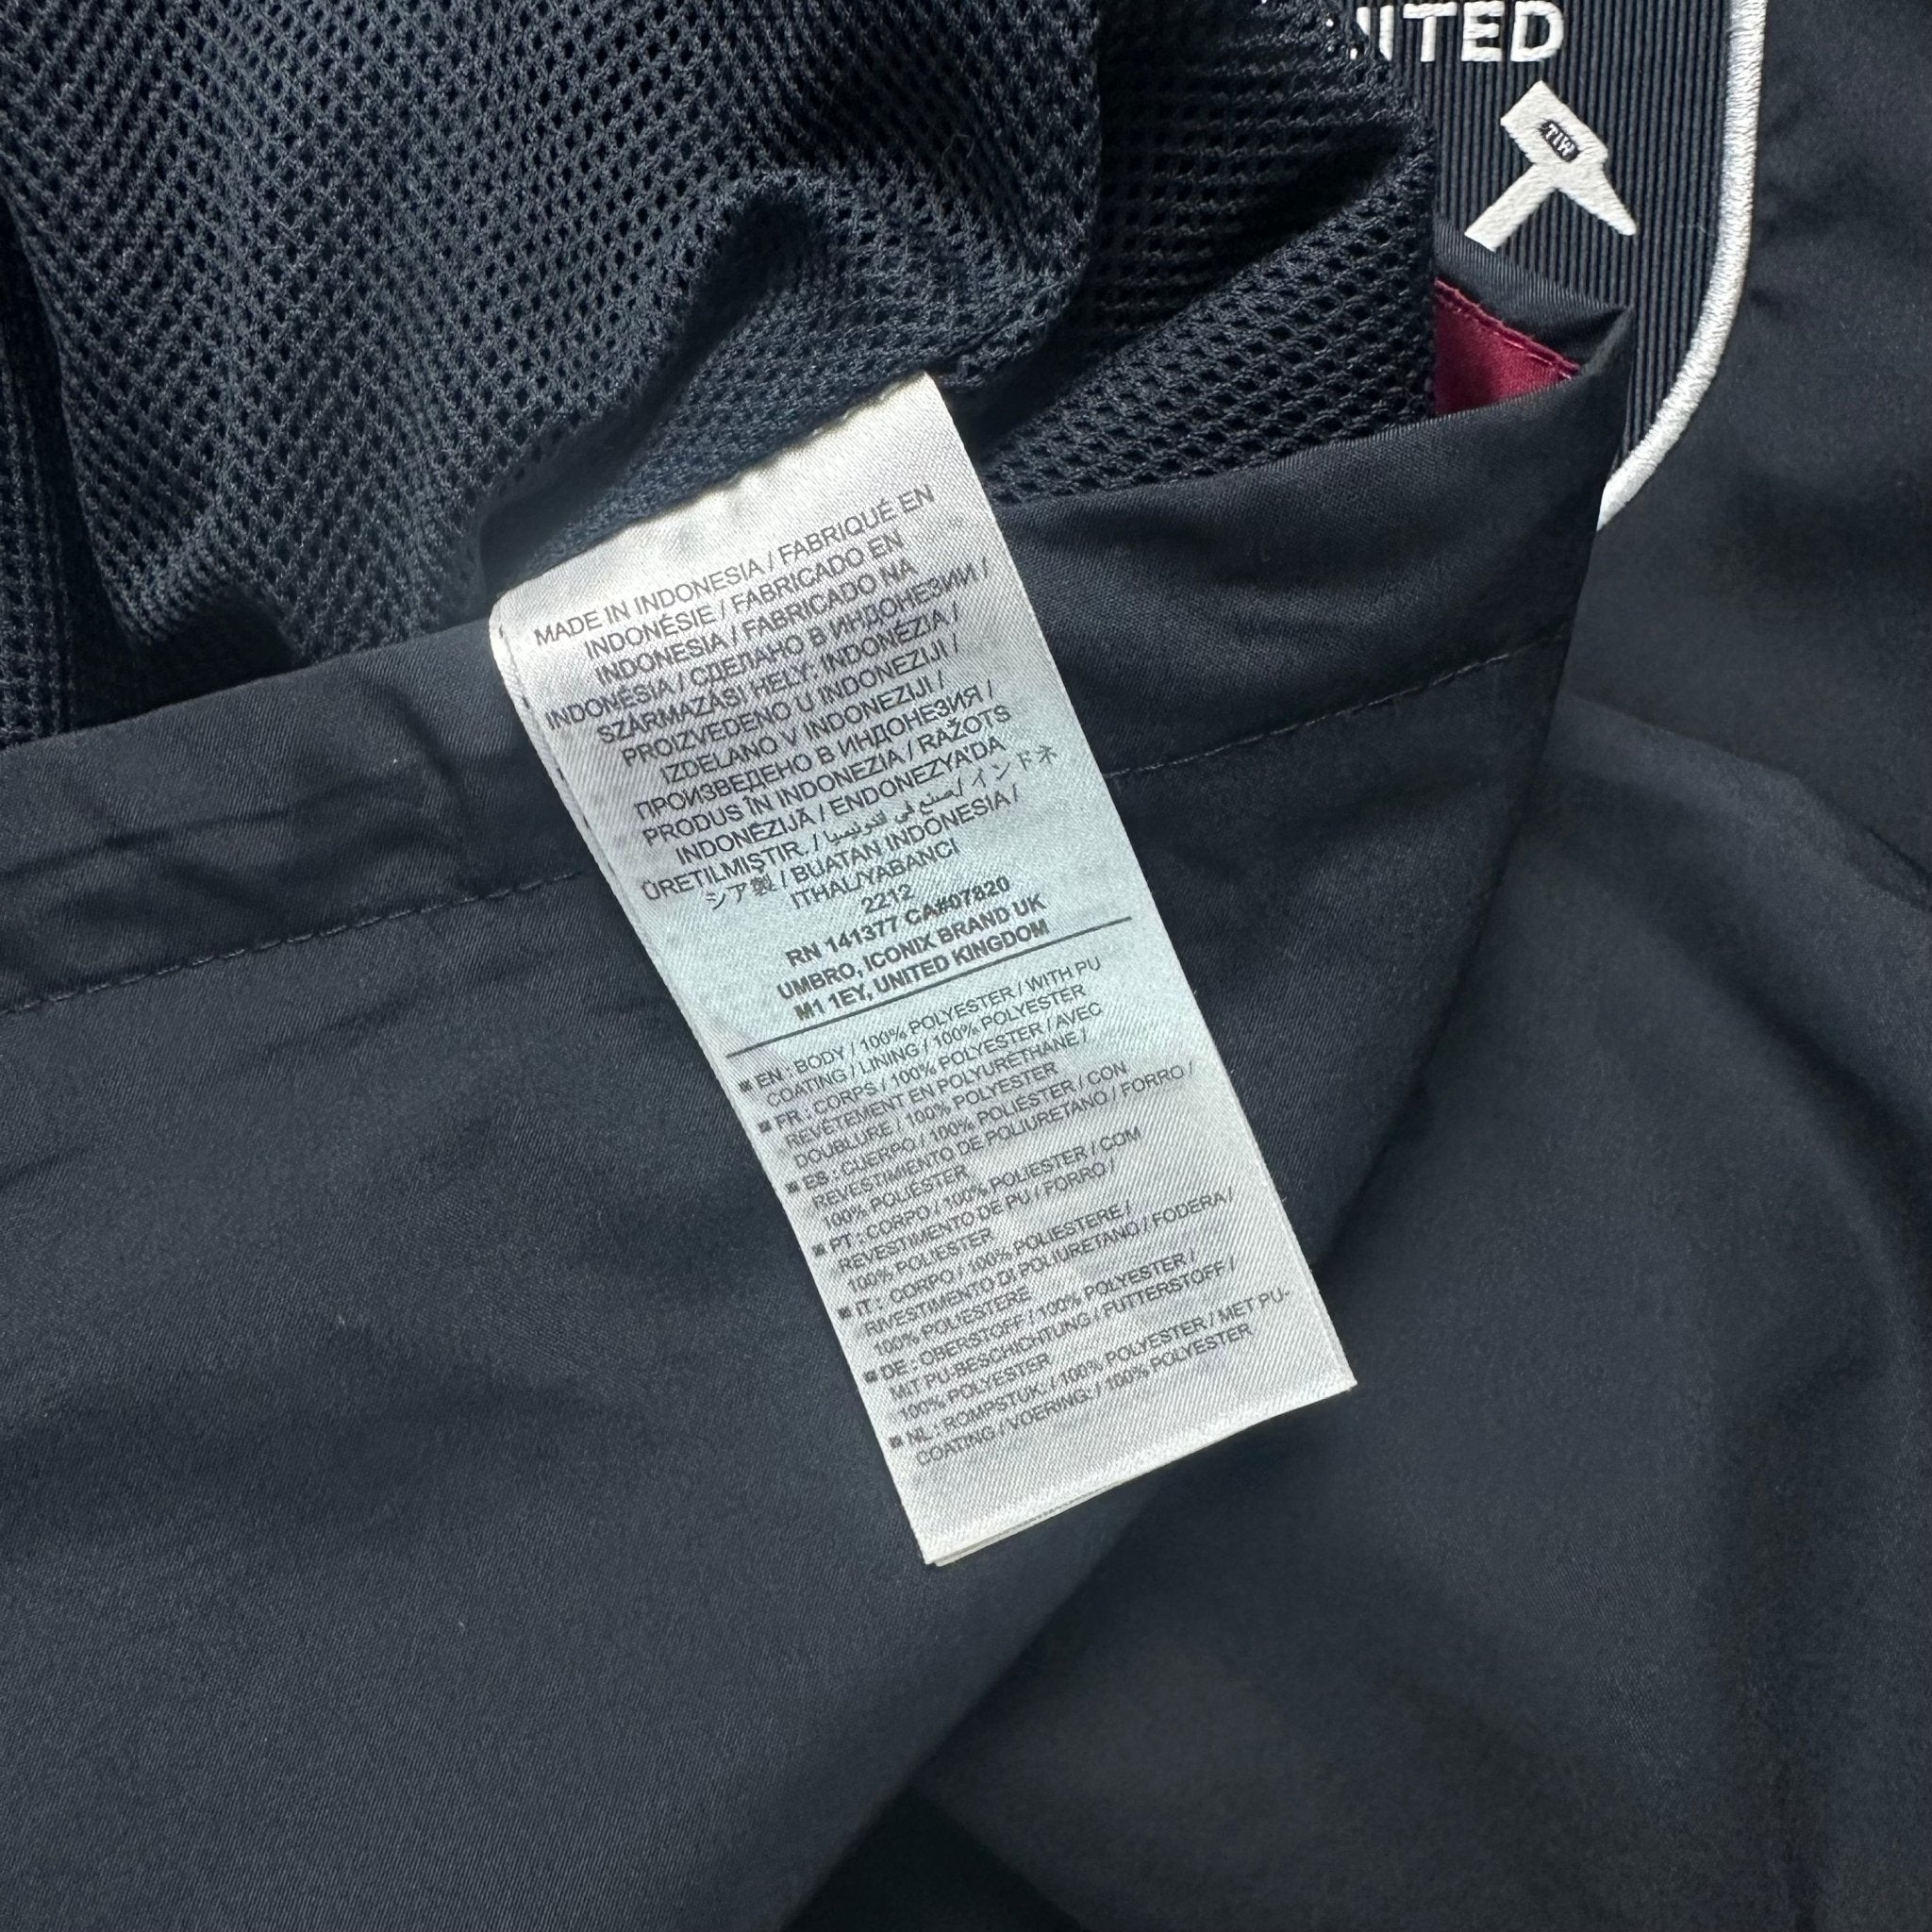 NITED
TIW
MADE IN INDONESIA / FABRIQUÉ EN
INDONÉSIE / FABRICADO EN
INDONESIA / FABRICADO NA
INDONÉSIA / СДЕЛАНО В ИНДОНЕЗИИ /
SZÁRMAZÁSI HELY: INDONÉZIA /
PROIZVEDENO U INDONEZIJI /
IZDELANO V INDONEZIJI /
ПРОИЗВЕДЕНО В ИНДОНЕЗИЯ /
PRODUS ÎN INDONEZIA / RAŽOTS
INDONĒZIJĀ / ENDONEZYA'DA
ÜRETILMIŞTIR. / صنع في اندونيسيا / インドネ
シア製 / BUATAN INDONESIA /
ITHAL/YABANCI
2212
RN 141377 CA#07820
UMBRO, ICONIX BRAND UK
M1 1EY, UNITED KINGDOM
■ EN : BODY / 100% POLYESTER / WITH PU
COATING / LINING / 100% POLYESTER
■ FR : CORPS / 100% POLYESTER / AVEC
REVÊTEMENT EN POLYURÉTHANE /
DOUBLURE / 100% POLYESTER
■ ES : CUERPO / 100% POLIÉSTER / CON
REVESTIMIENTO DE POLIURETANO / FORRO /
100% POLIÉSTER
■ PT : CORPO / 100% POLIÉSTER / COM
REVESTIMENTO DE PU / FORRO /
100% POLIÉSTER
■ IT : CORPO / 100% POLIESTERE /
RIVESTIMENTO DI POLIURETANO / FODERA /
100% POLIESTERE
■ DE : OBERSTOFF / 100% POLYESTER /
MIT PU-BESCHICHTUNG / FUTTERSTOFF /
100% POLYESTER
■ NL : ROMPSTUK. / 100% POLYESTER / MET PU-
COATING / VOERING. / 100% POLYESTER